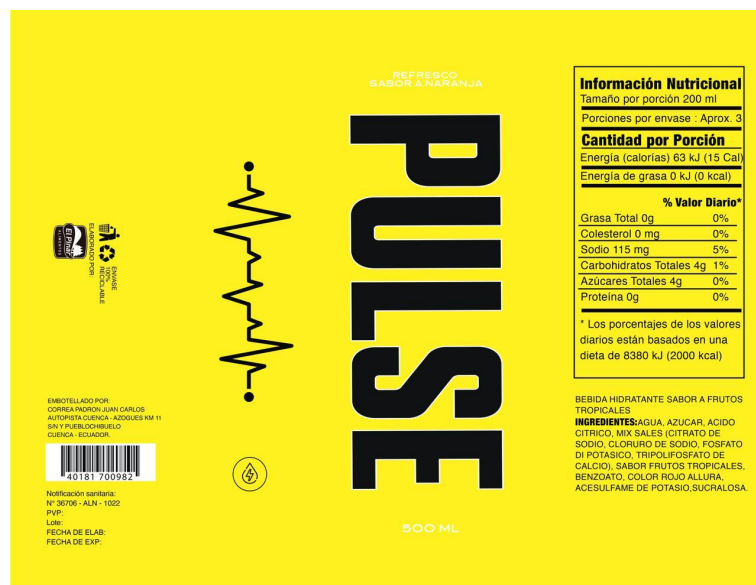 REFRESCO
SABOR A NARANJA
PULSE
500 ML
ENVASE
100%
RECICLABLE
ELABORADO POR:
El Pinar
ALIMENTOS
EMBOTELLADO POR:
CORREA PADRON JUAN CARLOS
AUTOPISTA CUENCA - AZOGUES KM 11
S/N Y PUEBLOCHIBUELO
CUENCA - ECUADOR.
40181 700982
Notificación sanitaria:
N° 36706 - ALN - 1022
PVP:
Lote:
FECHA DE ELAB:
FECHA DE EXP:
Información Nutricional
Tamaño por porción 200 ml
Porciones por envase : Aprox. 3
Cantidad por Porción
Energía (calorías) 63 kJ (15 Cal)
Energía de grasa 0 kJ (0 kcal)
% Valor Diario*
Grasa Total 0g 0%
Colesterol 0 mg 0%
Sodio 115 mg 5%
Carbohidratos Totales 4g 1%
Azúcares Totales 4g 0%
Proteína 0g 0%
* Los porcentajes de los valores
diarios están basados en una
dieta de 8380 kJ (2000 kcal)
BEBIDA HIDRATANTE SABOR A FRUTOS
TROPICALES
INGREDIENTES:AGUA, AZUCAR, ACIDO
CITRICO, MIX SALES (CITRATO DE
SODIO, CLORURO DE SODIO, FOSFATO
DI POTASICO, TRIPOLIFOSFATO DE
CALCIO), SABOR FRUTOS TROPICALES,
BENZOATO, COLOR ROJO ALLURA,
ACESULFAME DE POTASIO,SUCRALOSA.